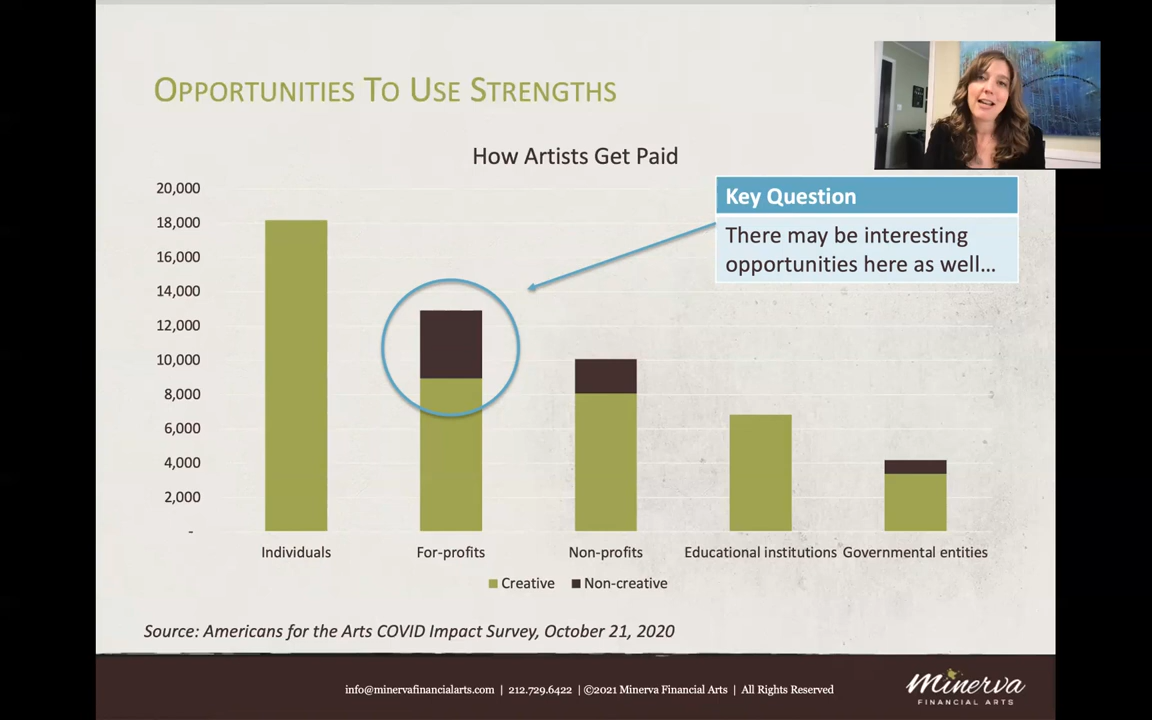 OPPORTUNITIES TO USE STRENGTHS
How Artists Get Paid
20,000
18,000
16,000
14,000
12,000
10,000
8,000
6,000
4,000
2,000
-
Key Question
There may be interesting
opportunities here as well…
Individuals
For-profits
Non-profits
Educational institutions
Governmental entities
Creative
Non-creative
Source: Americans for the Arts COVID Impact Survey, October 21, 2020
info@minervafinancialarts.com | 212.729.6422 | ©2021 Minerva Financial Arts | All Rights Reserved
Minerva
FINANCIAL ARTS